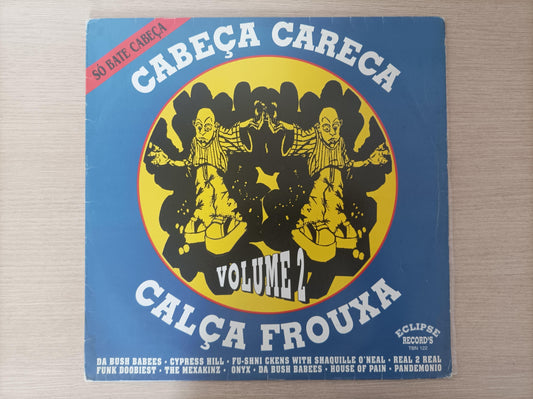 SÓ BATE CABEÇA
CABEÇA CARECA
VOLUME 2
CALÇA FROUXA
ECLIPSE
RECORD'S
TBN 122
DA BUSH BABEES • CYPRESS HILL • FU-SHNI CKENS WITH SHAQUILLE O'NEAL • REAL 2 REAL
FUNK DOOBIEST • THE MEXAKINZ • ONYX • DA BUSH BABEES • HOUSE OF PAIN • PANDEMONIO